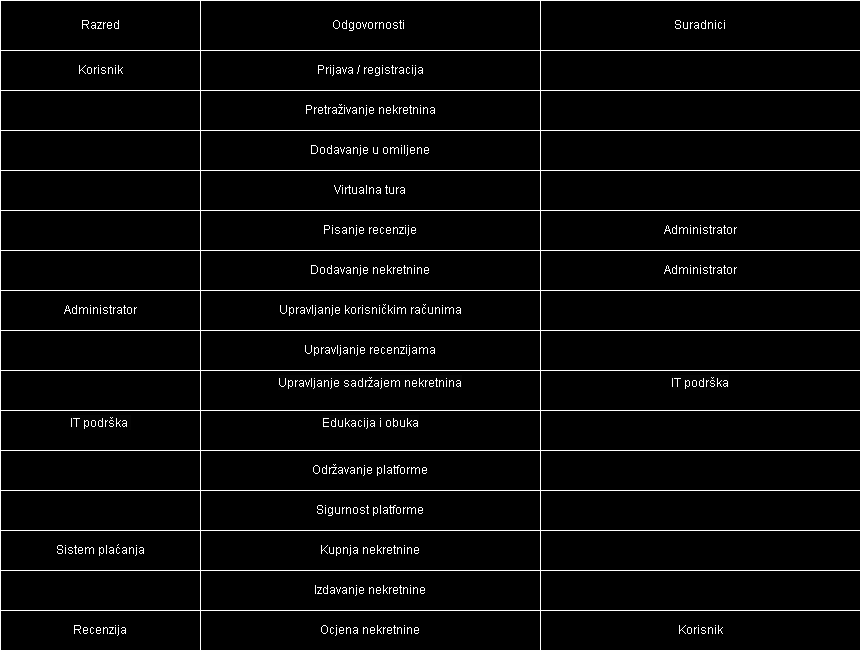 Razred Odgovornosti Suradnici
Korisnik Prijava / registracija
Pretraživanje nekretnina
Dodavanje u omiljene
Virtualna tura
Pisanje recenzije Administrator
Dodavanje nekretnine Administrator
Administrator Upravljanje korisničkim računima
Upravljanje recenzijama
Upravljanje sadržajem nekretnina IT podrška
IT podrška Edukacija i obuka
Održavanje platforme
Sigurnost platforme
Sistem plaćanja Kupnja nekretnine
Izdavanje nekretnine
Recenzija Ocjena nekretnine Korisnik